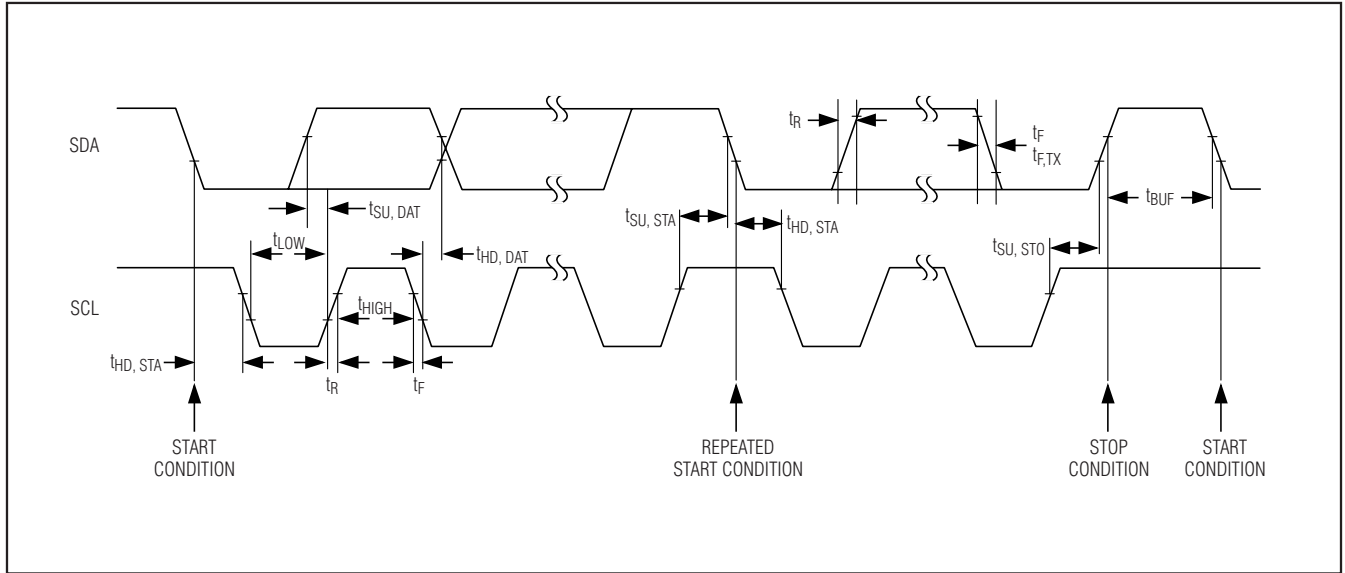 SDA
tR
tF
tF,TX
tSU, DAT
tSU, STA
tHD, STA
tBUF
tLOW
tHD, DAT
tSU, STO
SCL
tHIGH
tHD, STA
tR
tF
START
CONDITION
REPEATED
START CONDITION
STOP
CONDITION
START
CONDITION